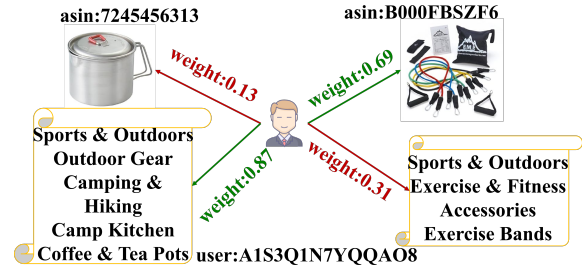 asin:7245456313
asin:B000FBSZF6
weight:0.13
weight:0.69
weight:0.87
weight:0.31
Sports & Outdoors
Outdoor Gear
Camping &
Hiking
Camp Kitchen
Coffee & Tea Pots
Sports & Outdoors
Exercise & Fitness
Accessories
Exercise Bands
user:A1S3Q1N7YQQAO8